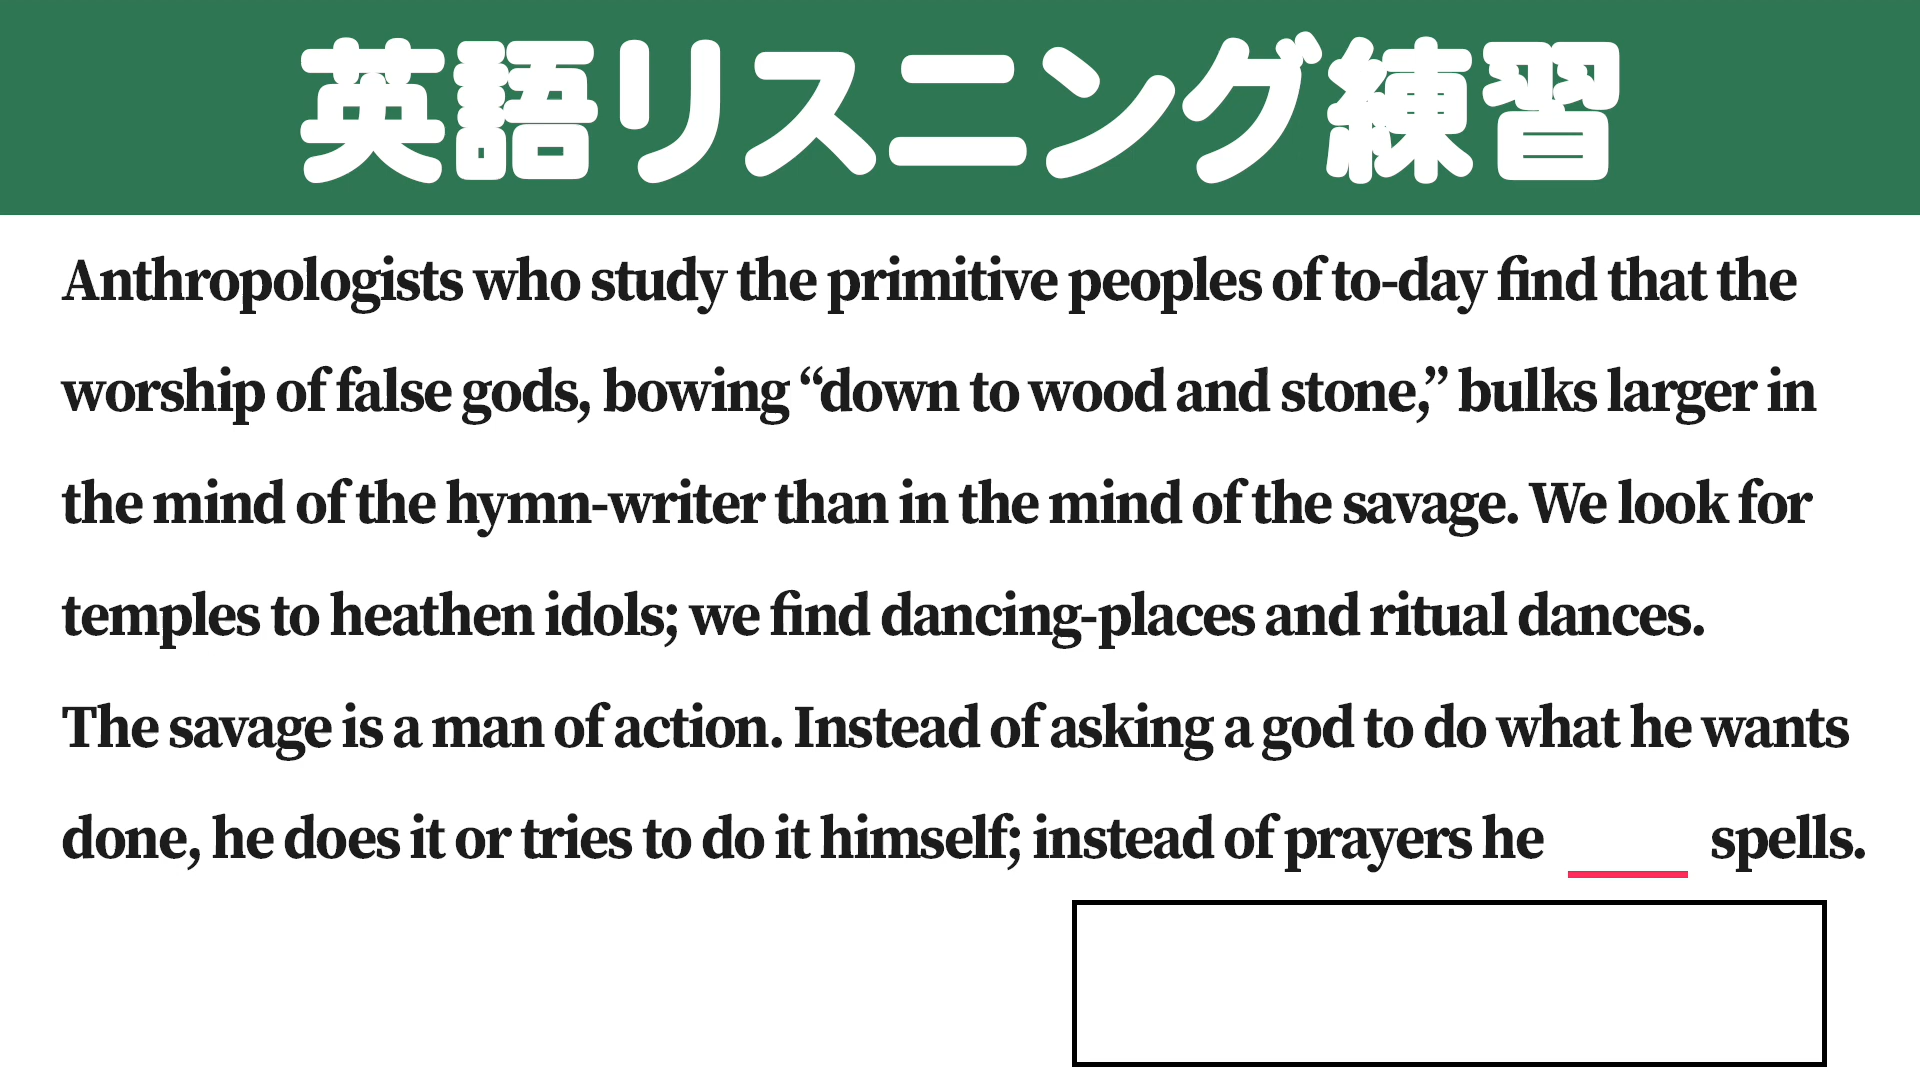 英語リスニング練習
Anthropologists who study the primitive peoples of to-day find that the
worship of false gods, bowing “down to wood and stone,” bulks larger in
the mind of the hymn-writer than in the mind of the savage. We look for
temples to heathen idols; we find dancing-places and ritual dances.
The savage is a man of action. Instead of asking a god to do what he wants
done, he does it or tries to do it himself; instead of prayers he ____ spells.